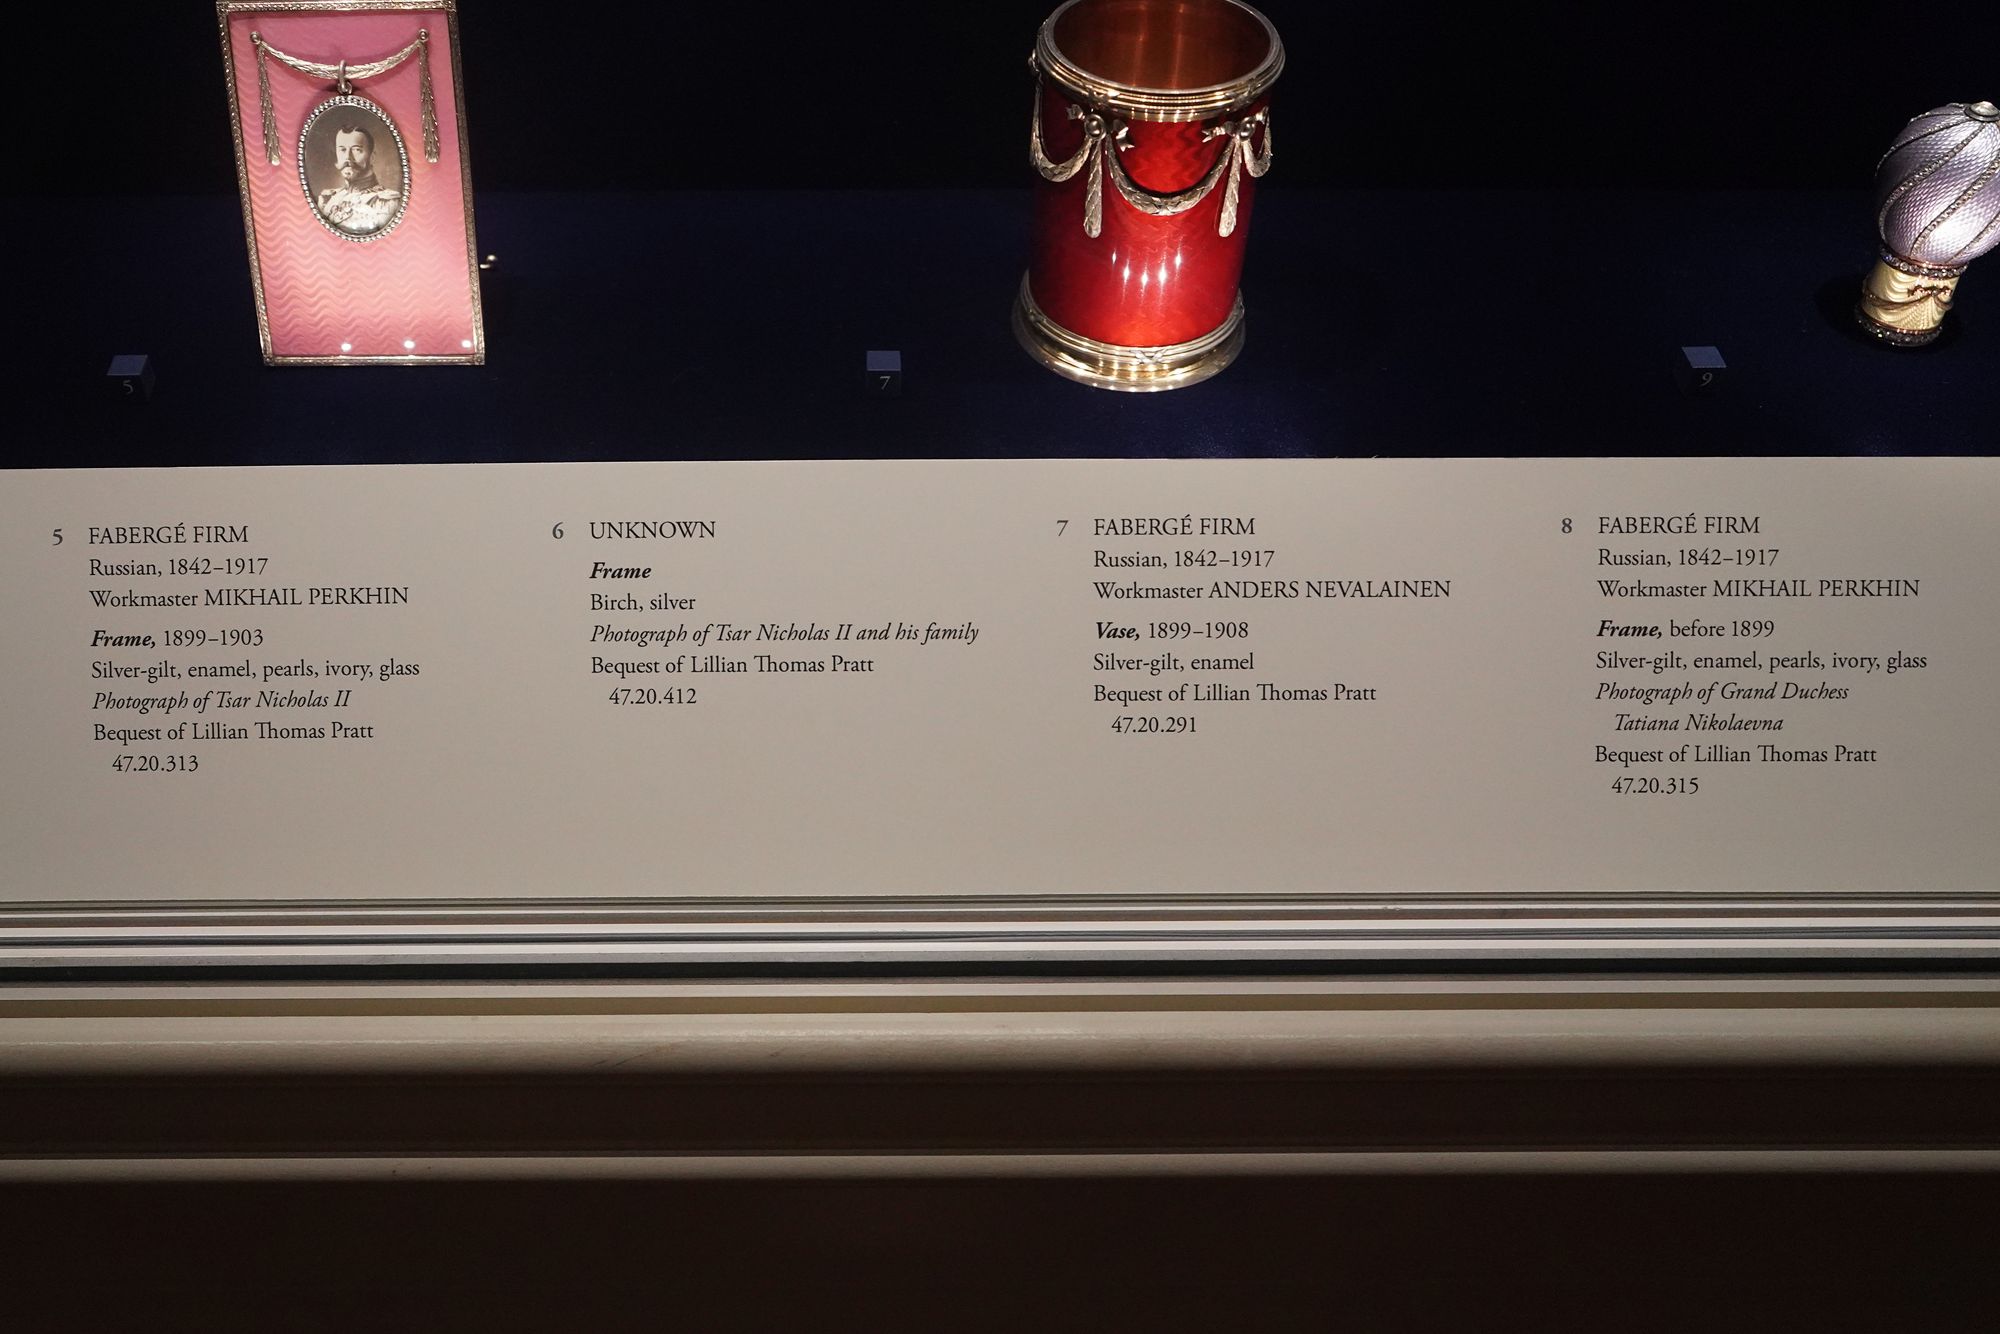 5
7
9
5 FABERGÉ FIRM
Russian, 1842–1917
Workmaster MIKHAIL PERKHIN
Frame, 1899–1903
Silver-gilt, enamel, pearls, ivory, glass
Photograph of Tsar Nicholas II
Bequest of Lillian Thomas Pratt
47.20.313
6 UNKNOWN
Frame
Birch, silver
Photograph of Tsar Nicholas II and his family
Bequest of Lillian Thomas Pratt
47.20.412
7 FABERGÉ FIRM
Russian, 1842–1917
Workmaster ANDERS NEVALAINEN
Vase, 1899–1908
Silver-gilt, enamel
Bequest of Lillian Thomas Pratt
47.20.291
8 FABERGÉ FIRM
Russian, 1842–1917
Workmaster MIKHAIL PERKHIN
Frame, before 1899
Silver-gilt, enamel, pearls, ivory, glass
Photograph of Grand Duchess
Tatiana Nikolaevna
Bequest of Lillian Thomas Pratt
47.20.315